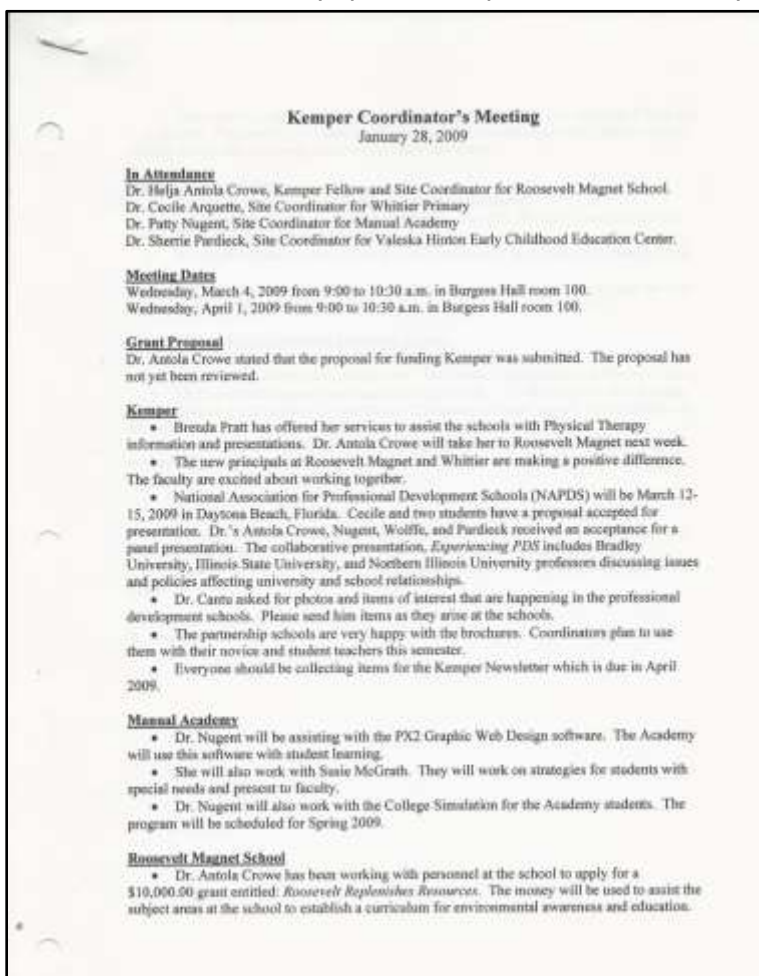 Kemper Coordinator's Meeting
January 28, 2009
In Attendance
Dr. Helja Antola Crowe, Kemper Fellow and Site Coordinator for Roosevelt Magnet School.
Dr. Cecile Arquette, Site Coordinator for Whittier Primary
Dr. Patty Nugent, Site Coordinator for Manual Academy
Dr. Sherrie Pardieck, Site Coordinator for Valeska Hinton Early Childhood Education Center.
Meeting Dates
Wednesday, March 4, 2009 from 9:00 to 10:30 a.m. in Burgess Hall room 100.
Wednesday, April 1, 2009 from 9:00 to 10:30 a.m. in Burgess Hall room 100.
Grant Proposal
Dr. Antola Crowe stated that the proposal for funding Kemper was submitted. The proposal has
not yet been reviewed.
Kemper
• Brenda Pratt has offered her services to assist the schools with Physical Therapy
information and presentations. Dr. Antola Crowe will take her to Roosevelt Magnet next week.
• The new principals at Roosevelt Magnet and Whittier are making a positive difference.
The faculty are excited about working together.
• National Association for Professional Development Schools (NAPDS) will be March 12-
15, 2009 in Daytona Beach, Florida. Cecile and two students have a proposal accepted for
presentation. Dr.'s Antola Crowe, Nugent, Wolffe, and Pardieck received an acceptance for a
panel presentation. The collaborative presentation, Experiencing PDS includes Bradley
University, Illinois State University, and Northern Illinois University professors discussing issues
and policies affecting university and school relationships.
• Dr. Cantu asked for photos and items of interest that are happening in the professional
development schools. Please send him items as they arise at the schools.
• The partnership schools are very happy with the brochures. Coordinators plan to use
them with their novice and student teachers this semester.
• Everyone should be collecting items for the Kemper Newsletter which is due in April
2009.
Manual Academy
• Dr. Nugent will be assisting with the PX2 Graphic Web Design software. The Academy
will use this software with student learning.
• She will also work with Susie McGrath. They will work on strategies for students with
special needs and present to faculty.
• Dr. Nugent will also work with the College Simulation for the Academy students. The
program will be scheduled for Spring 2009.
Roosevelt Magnet School
• Dr. Antola Crowe has been working with personnel at the school to apply for a
$10,000.00 grant entitled: Roosevelt Replenishes Resources. The money will be used to assist the
subject areas at the school to establish a curriculum for environmental awareness and education.